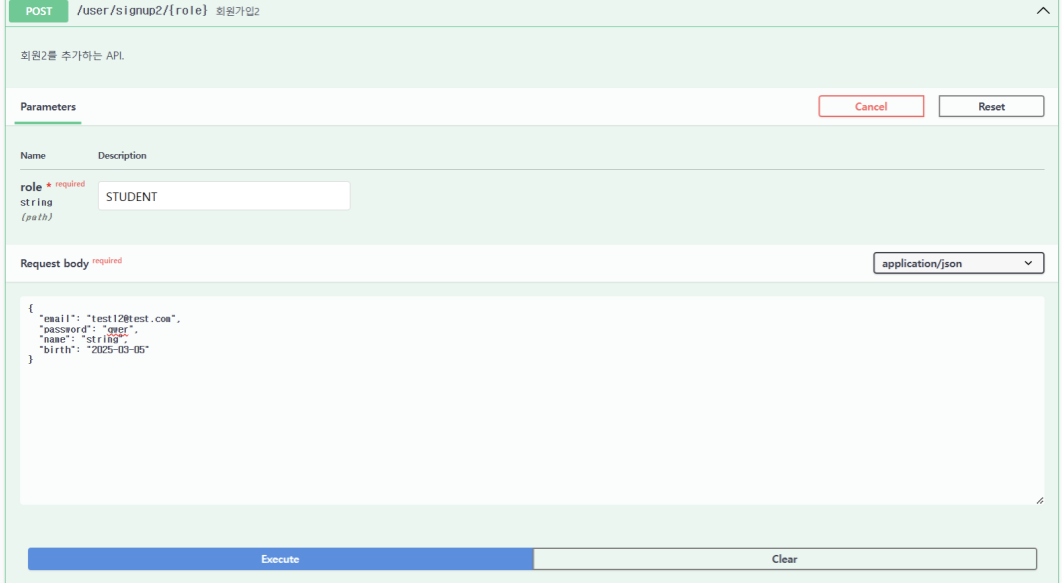 POST /user/signup2/{role} 회원가입2
회원2를 추가하는 API.
Parameters Cancel Reset
Name Description
role * required
string
(path)
STUDENT
Request body required application/json
{
"email": "test12@test.com",
"password": "qwer",
"name": "string",
"birth": "2025-03-05"
}
Execute Clear